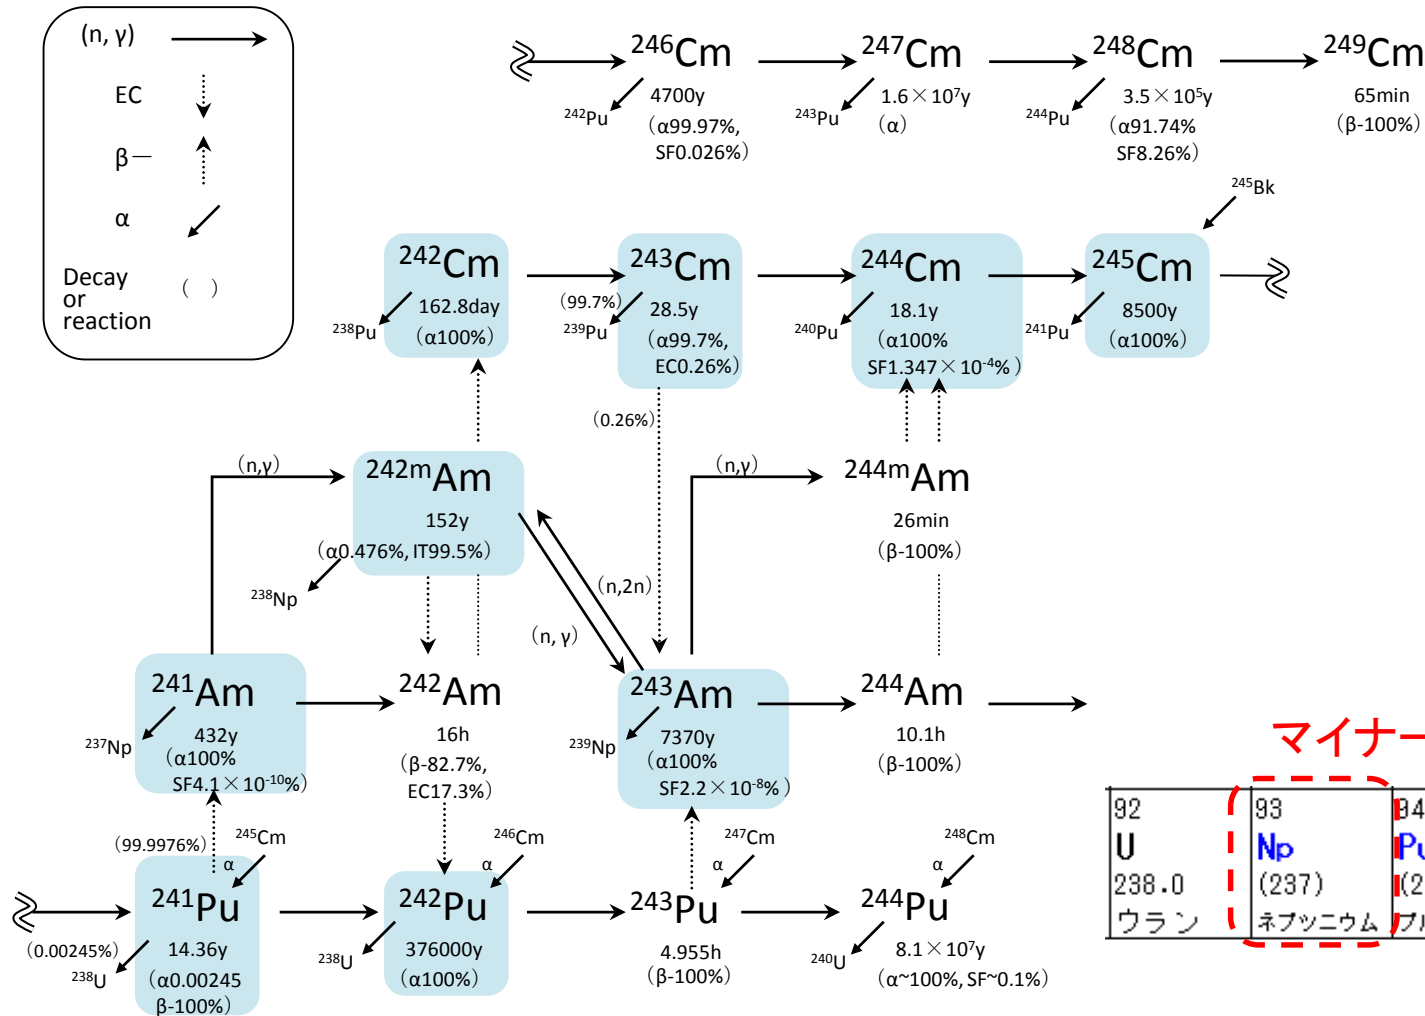 (n, γ)
EC
β—
α
Decay
or
reaction
(　)
²⁴⁶Cm
4700y
(α99.97%,
SF0.026%)
²⁴²Pu
²⁴⁷Cm
1.6×10⁷y
(α)
²⁴³Pu
²⁴⁸Cm
3.5×10⁵y
(α91.74%
SF8.26%)
²⁴⁴Pu
²⁴⁹Cm
65min
(β-100%)
²⁴²Cm
162.8day
(α100%)
²³⁸Pu
²⁴³Cm
(99.7%)
28.5y
(α99.7%,
EC0.26%)
²³⁹Pu
²⁴⁴Cm
18.1y
(α100%
SF1.347×10⁻⁴%)
²⁴⁰Pu
²⁴⁵Bk
²⁴⁵Cm
8500y
(α100%)
²⁴¹Pu
(0.26%)
(n,γ)
²⁴²ᵐAm
152y
(α0.476%, IT99.5%)
²³⁸Np
(n,2n)
(n, γ)
(n,γ)
²⁴⁴ᵐAm
26min
(β-100%)
²⁴¹Am
432y
(α100%
SF4.1×10⁻¹⁰%)
²³⁷Np
²⁴²Am
16h
(β-82.7%,
EC17.3%)
²⁴³Am
7370y
(α100%
SF2.2×10⁻⁸%)
²³⁹Np
²⁴⁴Am
10.1h
(β-100%)
(99.9976%)
²⁴⁵Cm
α
²⁴¹Pu
14.36y
(α0.00245
β-100%)
(0.00245%)
²³⁸U
²⁴⁶Cm
α
²⁴²Pu
376000y
(α100%)
²³⁸U
²⁴⁷Cm
α
²⁴³Pu
4.955h
(β-100%)
²⁴⁸Cm
α
²⁴⁴Pu
8.1×10⁷y
(α~100%, SF~0.1%)
²⁴⁰U
マイナー
92 93 94
U Np Pu
238.0 (237) (2
ウラン ネプツニウム プル